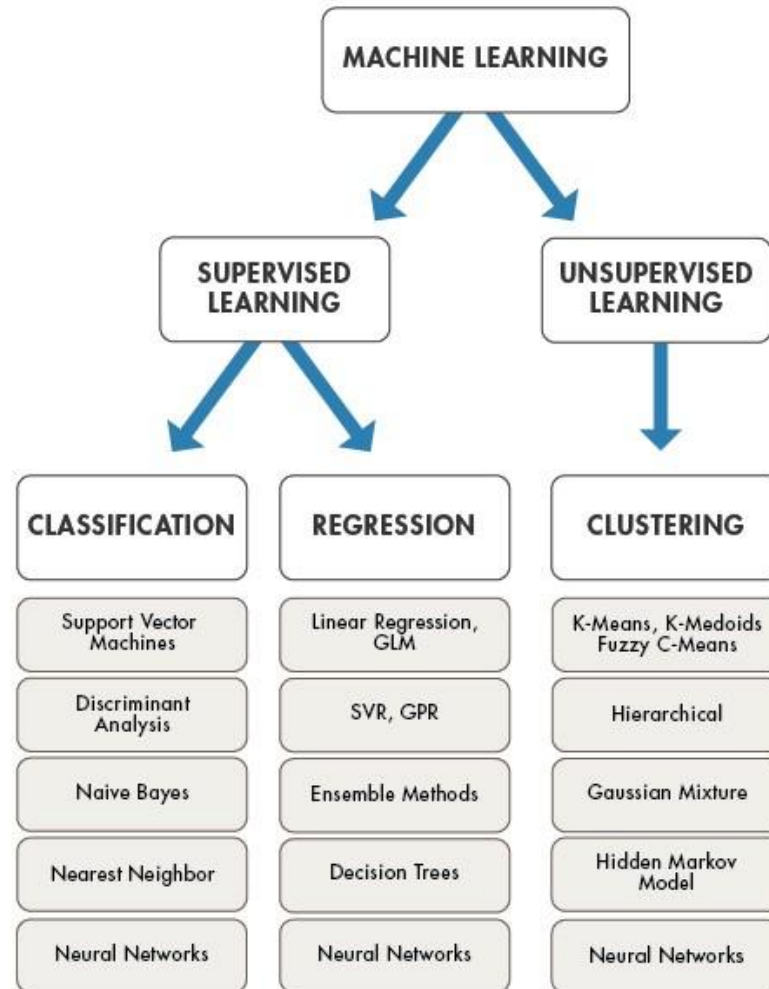 MACHINE LEARNING
SUPERVISED
LEARNING
UNSUPERVISED
LEARNING
CLASSIFICATION
REGRESSION
CLUSTERING
Support Vector
Machines
Linear Regression,
GLM
K-Means, K-Medoids
Fuzzy C-Means
Discriminant
Analysis
SVR, GPR
Hierarchical
Naive Bayes
Ensemble Methods
Gaussian Mixture
Nearest Neighbor
Decision Trees
Hidden Markov
Model
Neural Networks
Neural Networks
Neural Networks